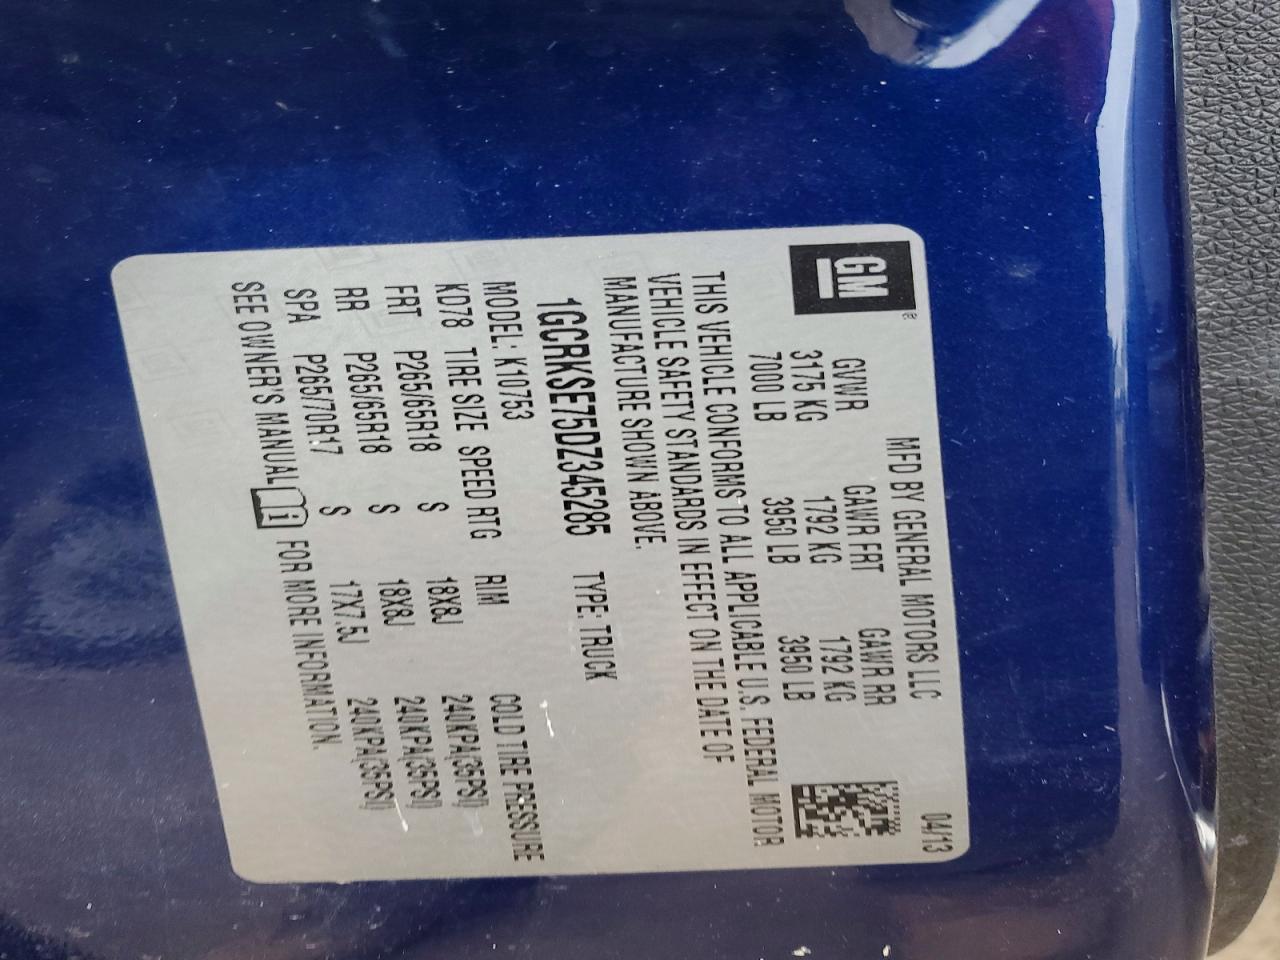 GM
MFD BY GENERAL MOTORS LLC 04/13
GVWR GAWR FRT GAWR RR
3175 KG 1792 KG 1792 KG
7000 LB 3950 LB 3950 LB
THIS VEHICLE CONFORMS TO ALL APPLICABLE U.S. FEDERAL MOTOR
VEHICLE SAFETY STANDARDS IN EFFECT ON THE DATE OF
MANUFACTURE SHOWN ABOVE.
1GCRKSE75DZ345285 TYPE: TRUCK
MODEL: K10753
KD78 TIRE SIZE SPEED RTG RIM COLD TIRE PRESSURE
FRT P265/65R18 S 18X8J 240KPA(35PSI)
RR P265/65R18 S 18X8J 240KPA(35PSI)
SPA P265/70R17 S 17X7.5J 240KPA(35PSI)
SEE OWNER'S MANUAL FOR MORE INFORMATION.